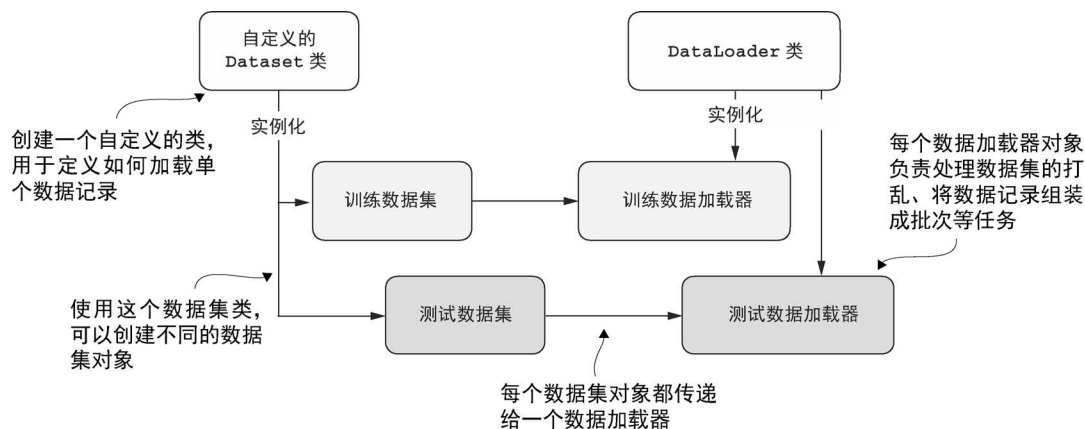 自定义的
Dataset 类
DataLoader 类
实例化
实例化
创建一个自定义的类，
用于定义如何加载单
个数据记录
每个数据加载器对象
负责处理数据集的打
乱、将数据记录组装
成批次等任务
训练数据集
训练数据加载器
使用这个数据集类，
可以创建不同的数据
集对象
测试数据集
测试数据加载器
每个数据集对象都传递
给一个数据加载器